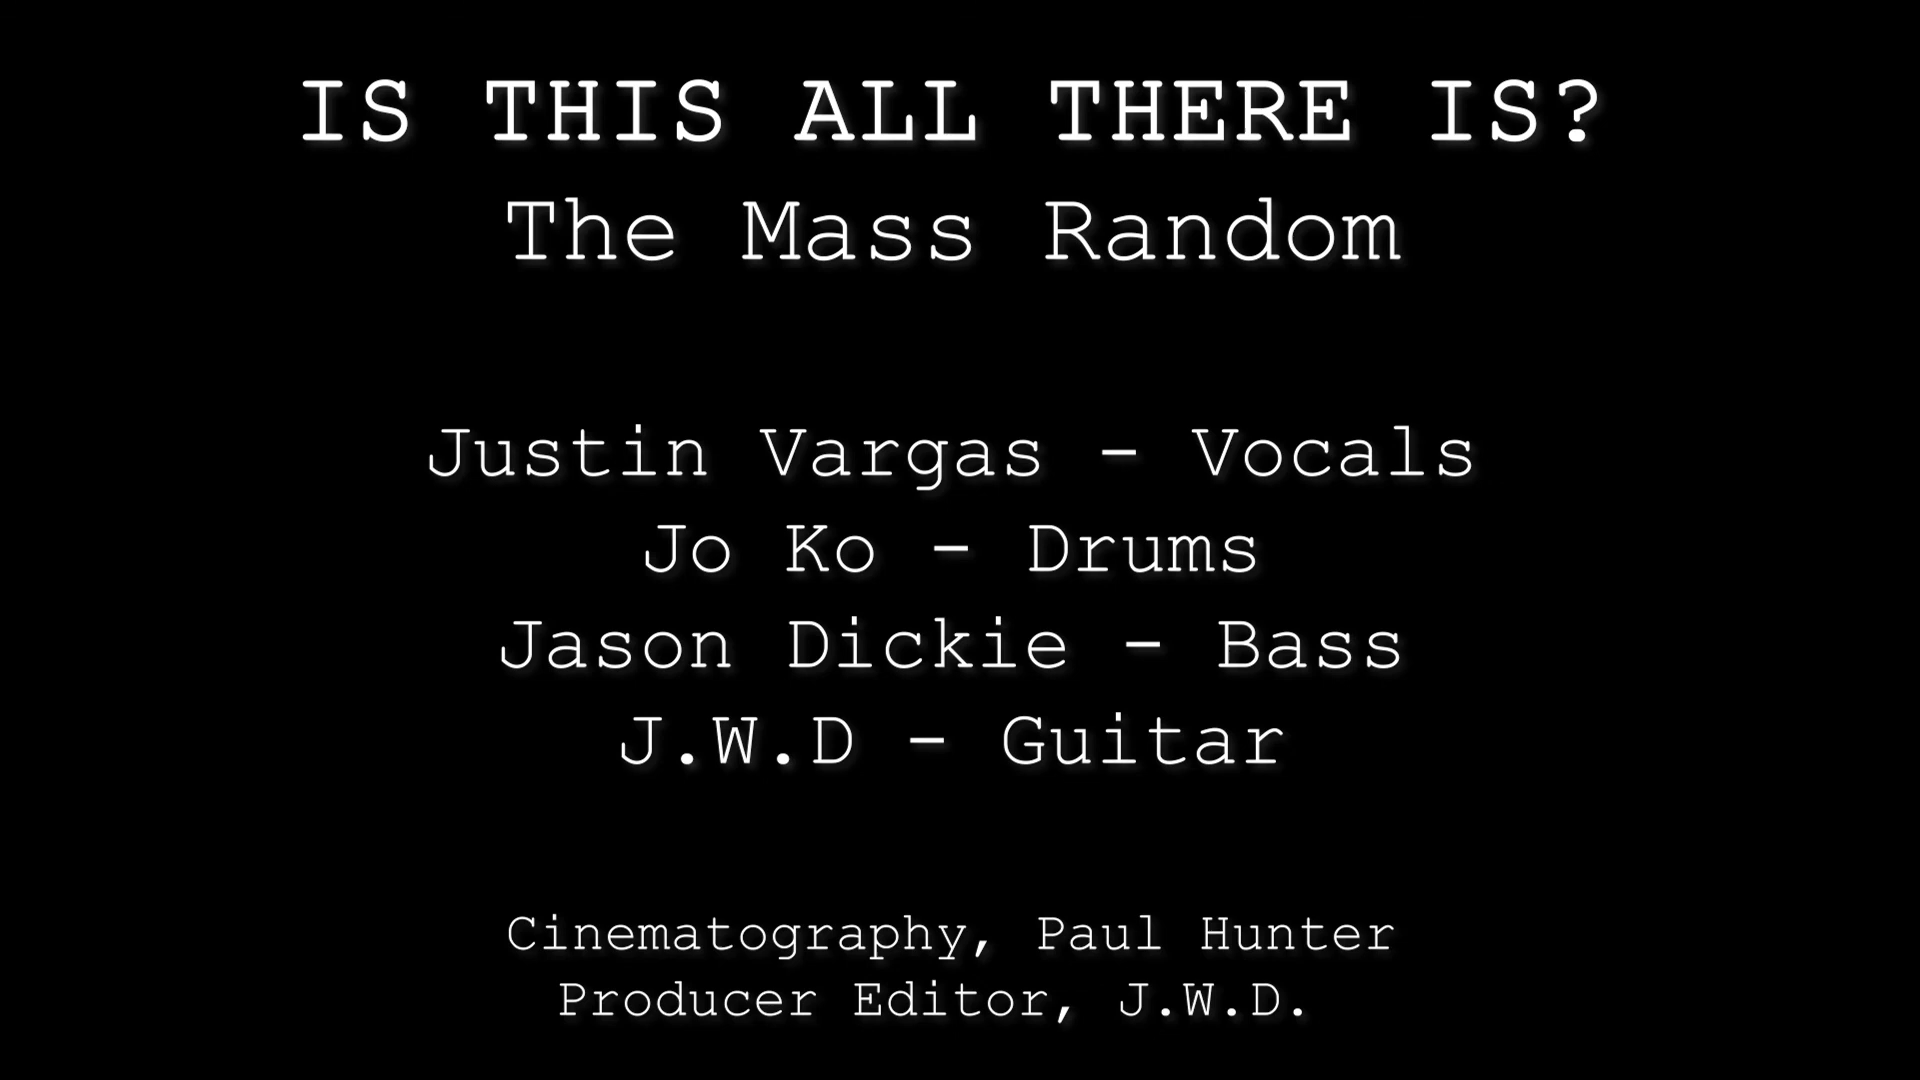 IS THIS ALL THERE IS?
The Mass Random
Justin Vargas - Vocals
Jo Ko - Drums
Jason Dickie - Bass
J.W.D - Guitar
Cinematography, Paul Hunter
Producer Editor, J.W.D.